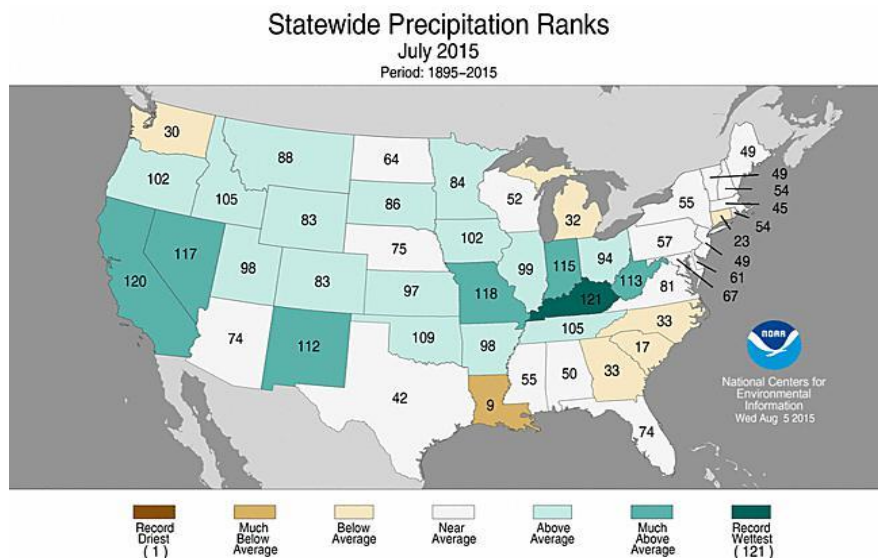 Statewide Precipitation Ranks
July 2015
Period: 1895-2015
30
88
64
84
49
102
105
83
86
52
32
55
49
54
45
54
23
117
120
98
83
75
102
99
115
94
57
49
61
67
97
118
121
113
81
74
112
109
98
105
33
17
42
9
55
50
33
74
NOAA
National Centers for
Environmental
Information
Wed Aug 5 2015
Record
Driest
(1)
Much
Below
Average
Below
Average
Near
Average
Above
Average
Much
Above
Average
Record
Wettest
(121)